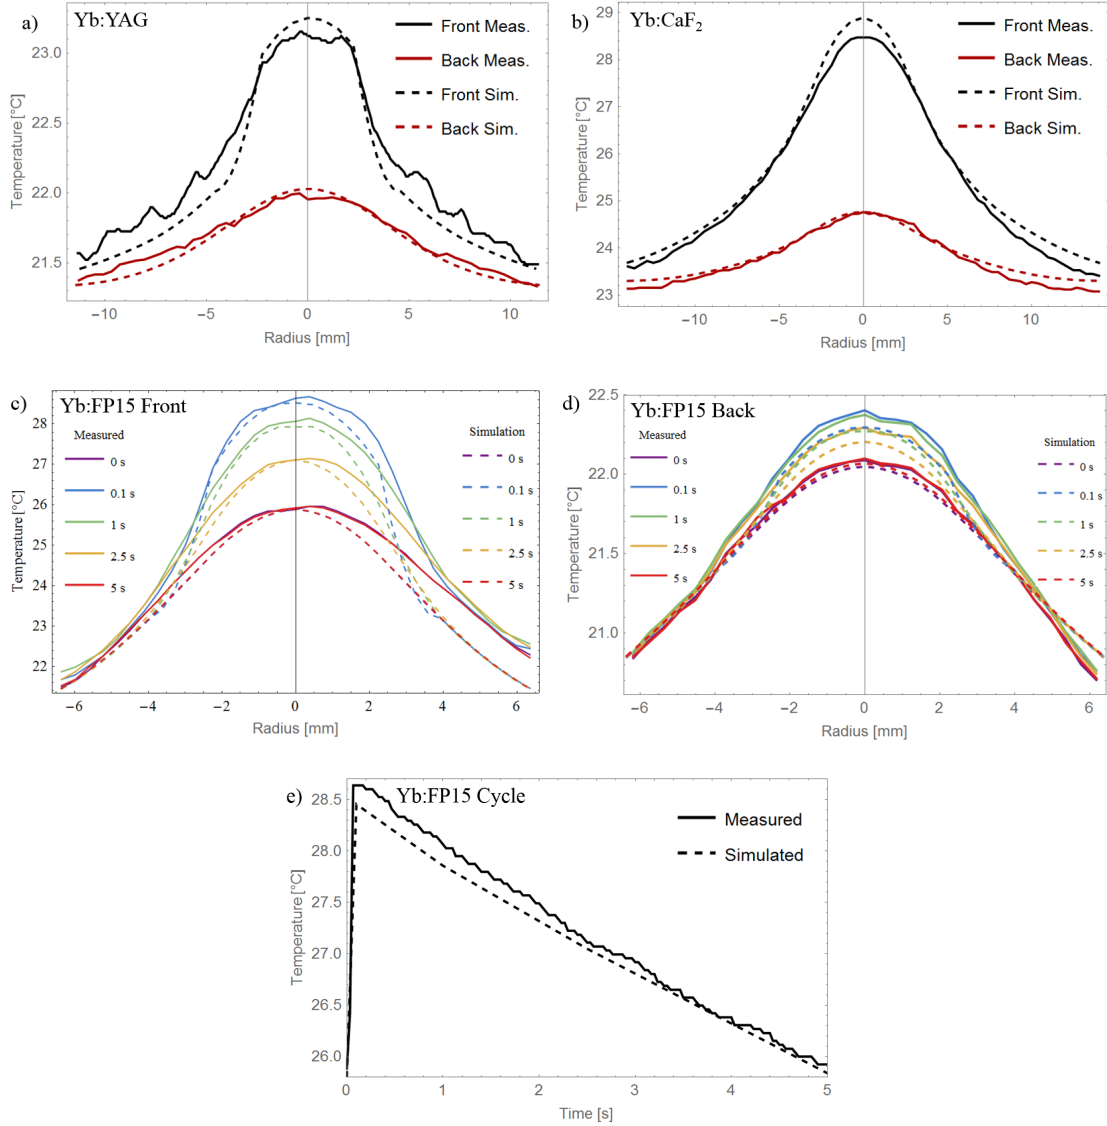 a) Yb:YAG
Front Meas.
Back Meas.
Front Sim.
Back Sim.
23.0
22.5
22.0
21.5
Temperature [°C]
−10 −5 0 5 10
Radius [mm]
b) Yb:CaF2
Front Meas.
Back Meas.
Front Sim.
Back Sim.
29
28
27
26
25
24
23
Temperature [°C]
−10 −5 0 5 10
Radius [mm]
c) Yb:FP15 Front
Measured
0 s
0.1 s
1 s
2.5 s
5 s
Simulation
0 s
0.1 s
1 s
2.5 s
5 s
28
27
26
25
24
23
22
Temperature [°C]
−6 −4 −2 0 2 4 6
Radius [mm]
d) Yb:FP15 Back
Measured
0 s
0.1 s
1 s
2.5 s
5 s
Simulation
0 s
0.1 s
1 s
2.5 s
5 s
22.5
22.0
21.5
21.0
Temperature [°C]
−6 −4 −2 0 2 4 6
Radius [mm]
e) Yb:FP15 Cycle
Measured
Simulated
28.5
28.0
27.5
27.0
26.5
26.0
Temperature [°C]
0 1 2 3 4 5
Time [s]